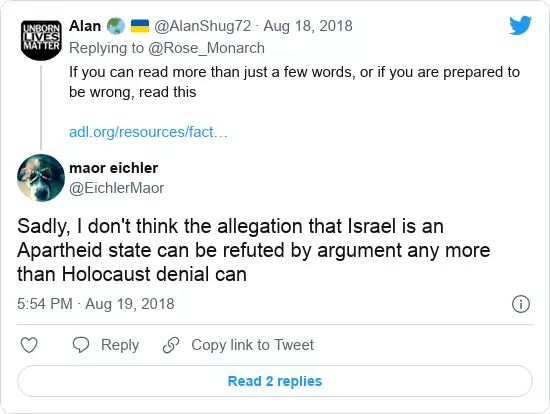 UNBORN
LIVES
MATTER
Alan @AlanShug72 · Aug 18, 2018
Replying to @Rose_Monarch
If you can read more than just a few words, or if you are prepared to
be wrong, read this
adl.org/resources/fact…
maor eichler
@EichlerMaor
Sadly, I don't think the allegation that Israel is an
Apartheid state can be refuted by argument any more
than Holocaust denial can
5:54 PM · Aug 19, 2018
Reply Copy link to Tweet
Read 2 replies